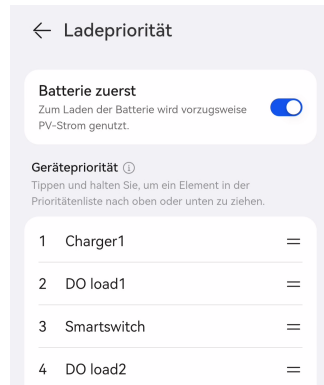 Ladepriorität
Batterie zuerst
Zum Laden der Batterie wird vorzugsweise
PV-Strom genutzt.
Gerätepriorität
Tippen und halten Sie, um ein Element in der
Prioritätenliste nach oben oder unten zu ziehen.
1 Charger1
2 DO load1
3 Smartswitch
4 DO load2